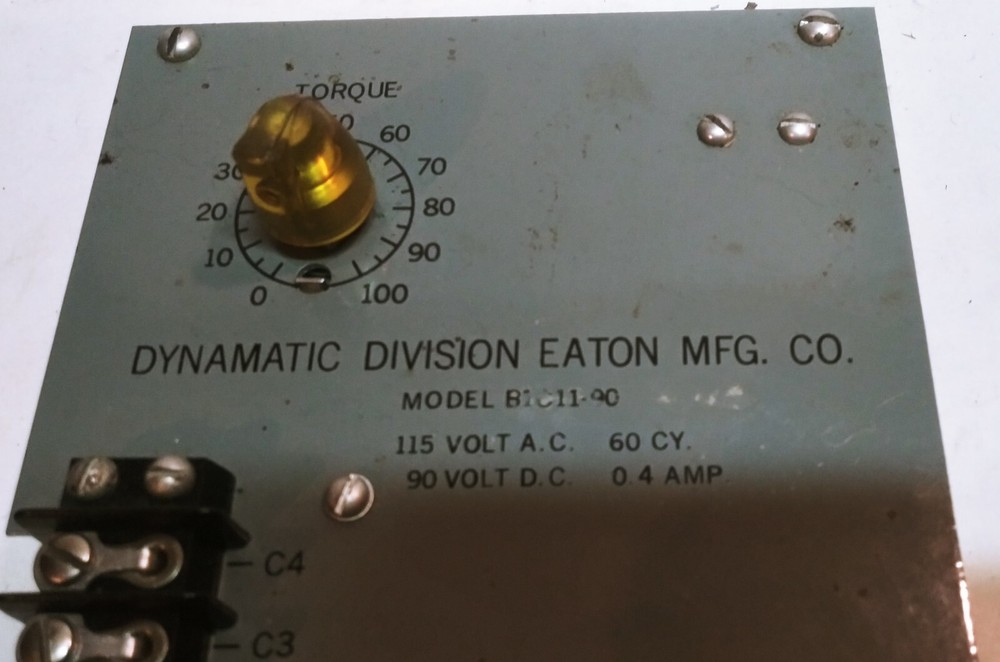 TORQUE
60
70
80
90
100
20
10
0
DYNAMATIC DIVISION EATON MFG. CO.
MODEL
115 VOLT A.C. 60 CY.
90 VOLT D.C. 0.4 AMP
C4
C3